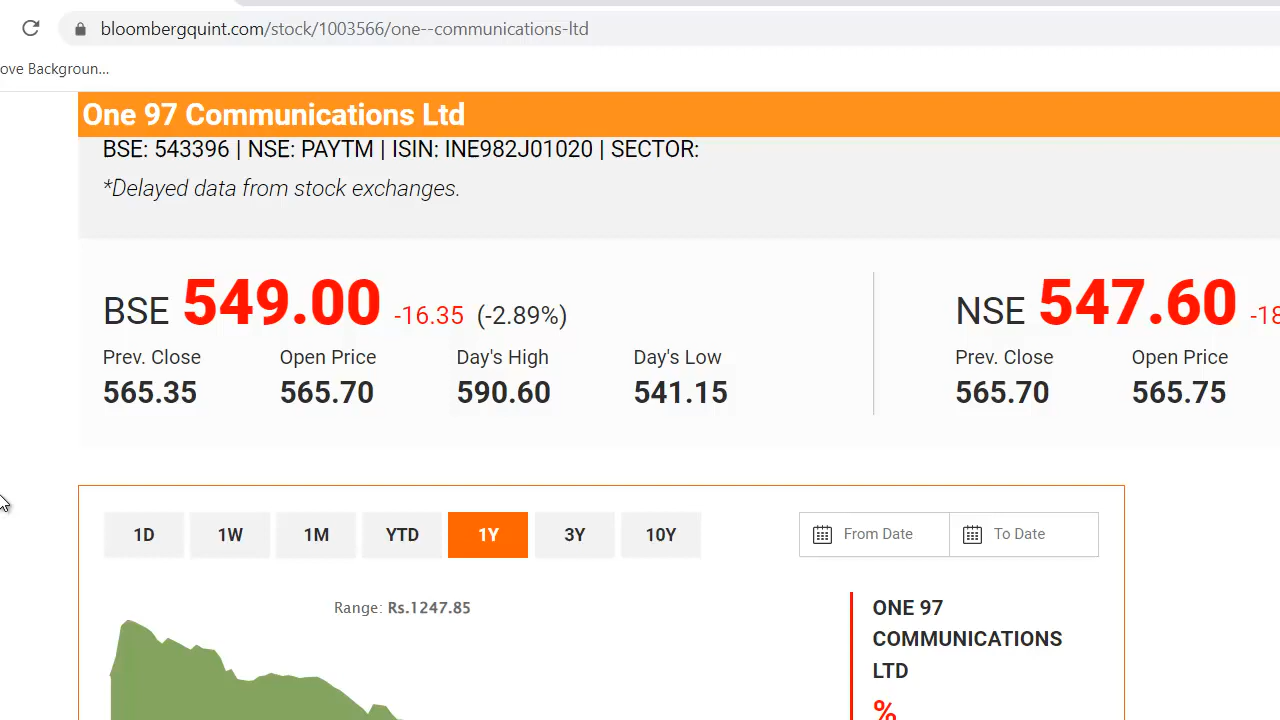 bloombergquint.com/stock/1003566/one--communications-ltd
ove Backgroun...
One 97 Communications Ltd
BSE: 543396 | NSE: PAYTM | ISIN: INE982J01020 | SECTOR:
*Delayed data from stock exchanges.
BSE 549.00 -16.35 (-2.89%)
Prev. Close Open Price Day's High Day's Low
565.35 565.70 590.60 541.15
NSE 547.60 -18
Prev. Close Open Price
565.70 565.75
1D 1W 1M YTD 1Y 3Y 10Y
From Date To Date
Range: Rs.1247.85
ONE 97
COMMUNICATIONS
LTD
%